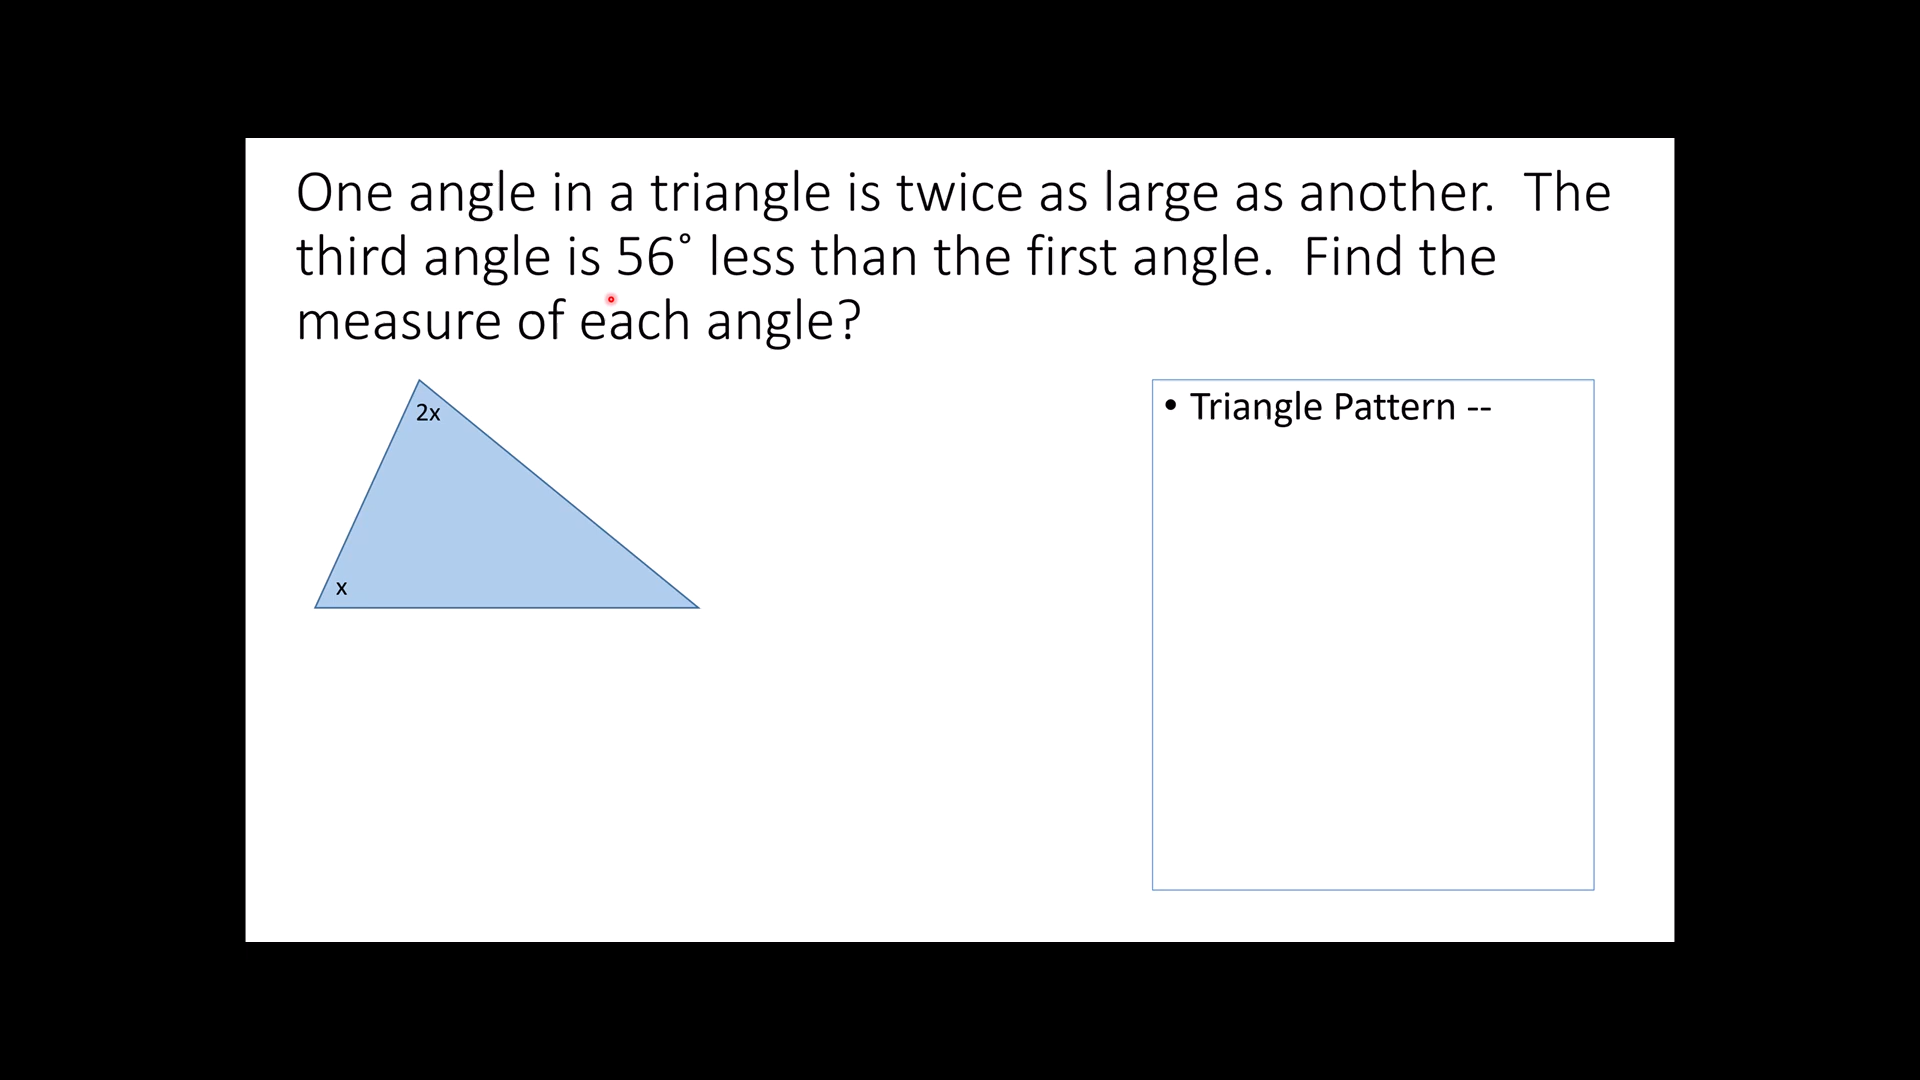 One angle in a triangle is twice as large as another.  The
third angle is 56˚ less than the first angle.  Find the
measure of each angle?
2x
x
• Triangle Pattern --